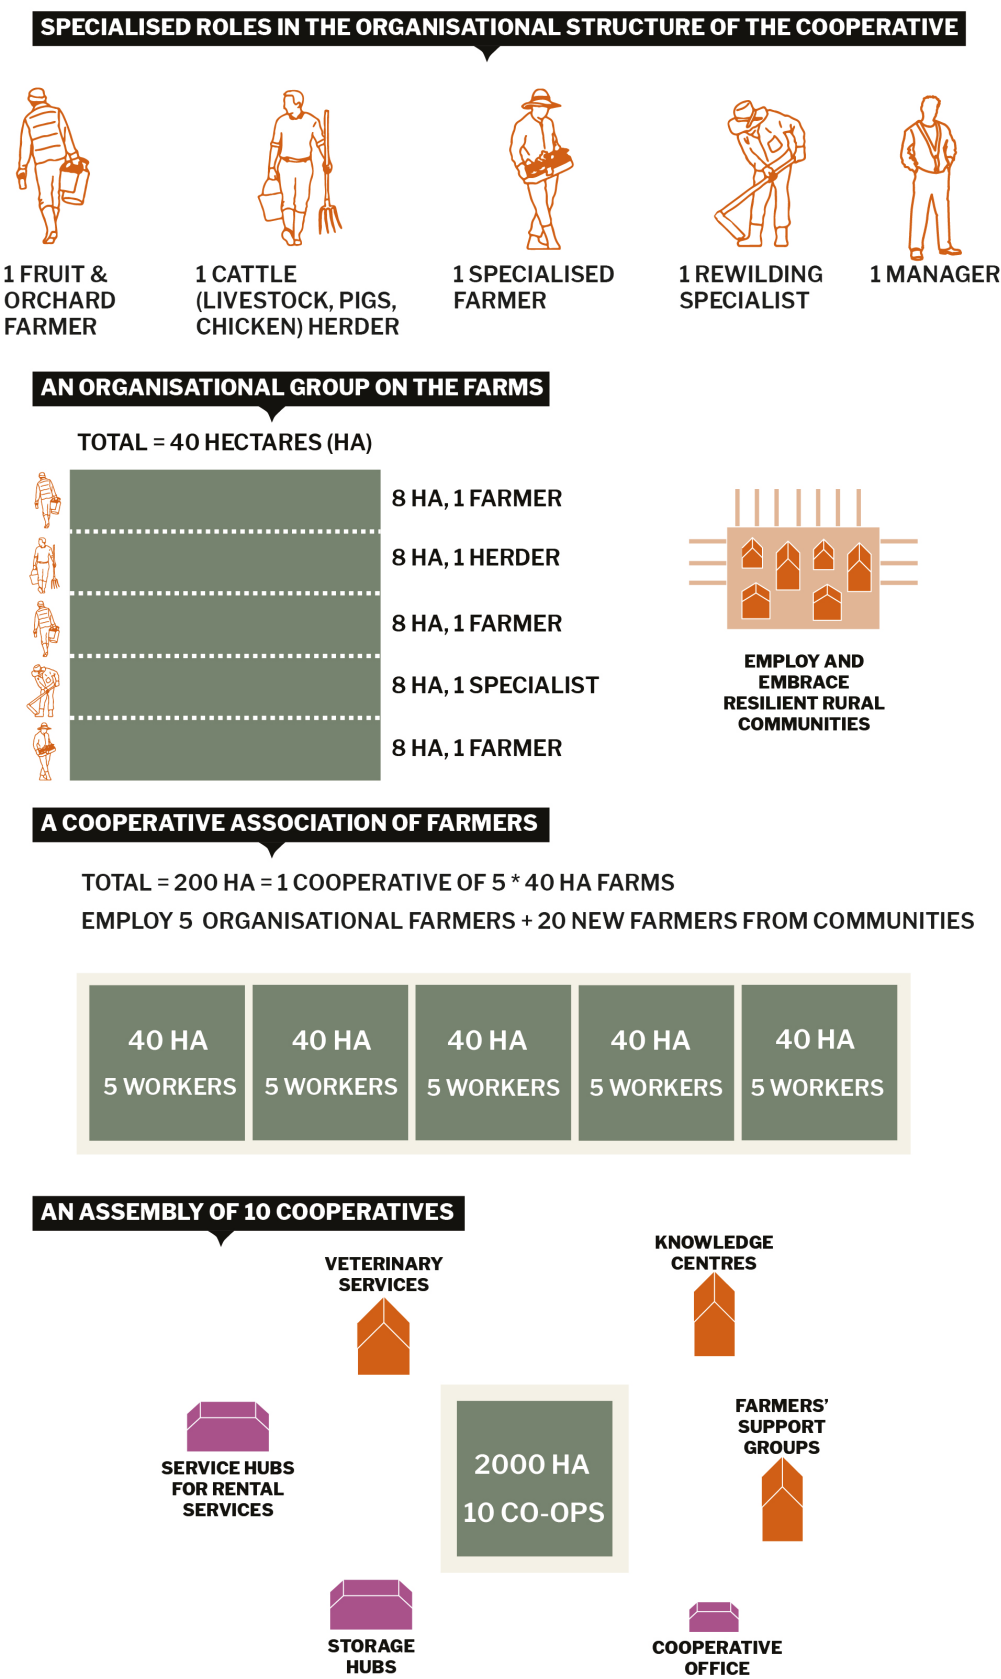 SPECIALISED ROLES IN THE ORGANISATIONAL STRUCTURE OF THE COOPERATIVE
1 FRUIT &
ORCHARD
FARMER
1 CATTLE
(LIVESTOCK, PIGS,
CHICKEN) HERDER
1 SPECIALISED
FARMER
1 REWILDING
SPECIALIST
1 MANAGER
AN ORGANISATIONAL GROUP ON THE FARMS
TOTAL = 40 HECTARES (HA)
8 HA, 1 FARMER
8 HA, 1 HERDER
8 HA, 1 FARMER
8 HA, 1 SPECIALIST
8 HA, 1 FARMER
EMPLOY AND
EMBRACE
RESILIENT RURAL
COMMUNITIES
A COOPERATIVE ASSOCIATION OF FARMERS
TOTAL = 200 HA = 1 COOPERATIVE OF 5 * 40 HA FARMS
EMPLOY 5 ORGANISATIONAL FARMERS + 20 NEW FARMERS FROM COMMUNITIES
40 HA
5 WORKERS
40 HA
5 WORKERS
40 HA
5 WORKERS
40 HA
5 WORKERS
40 HA
5 WORKERS
AN ASSEMBLY OF 10 COOPERATIVES
VETERINARY
SERVICES
KNOWLEDGE
CENTRES
SERVICE HUBS
FOR RENTAL
SERVICES
2000 HA
10 CO-OPS
FARMERS'
SUPPORT
GROUPS
STORAGE
HUBS
COOPERATIVE
OFFICE